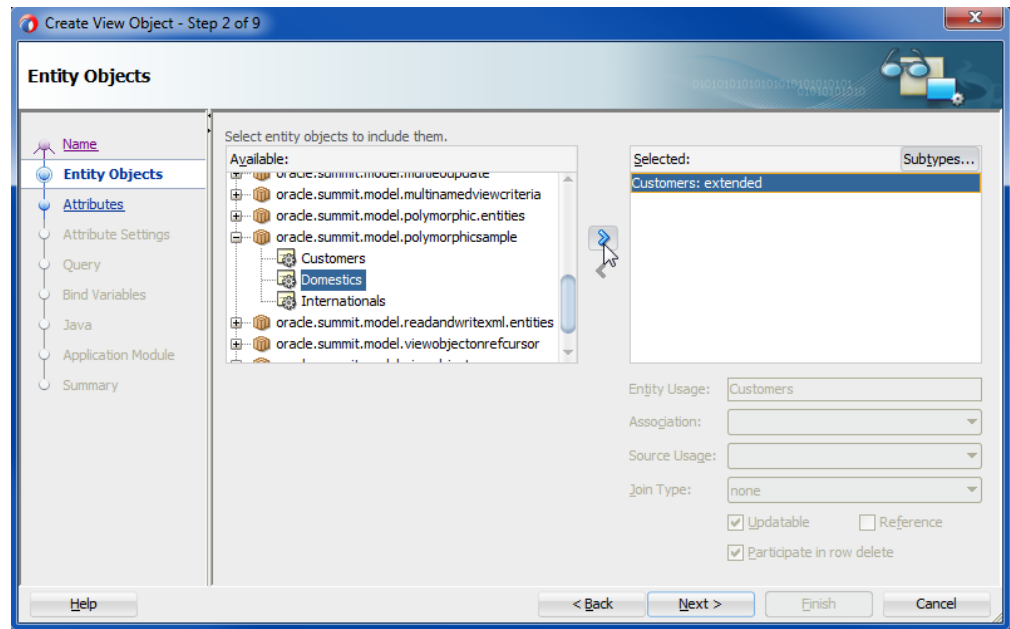 Create View Object - Step 2 of 9
Entity Objects
Name
Entity Objects
Attributes
Attribute Settings
Query
Bind Variables
Java
Application Module
Summary
Select entity objects to include them.
Available:
oracle.summit.model.multieoupdate
oracle.summit.model.multinamedviewcriteria
oracle.summit.model.polymorphic.entities
oracle.summit.model.polymorphicsample
Customers
Domestics
Internationals
oracle.summit.model.readandwritexml.entities
oracle.summit.model.viewobjectonrefcursor
Selected:
Subtypes...
Customers: extended
Entity Usage: Customers
Association:
Source Usage:
Join Type: none
Updatable Reference
Participate in row delete
Help < Back Next > Finish Cancel